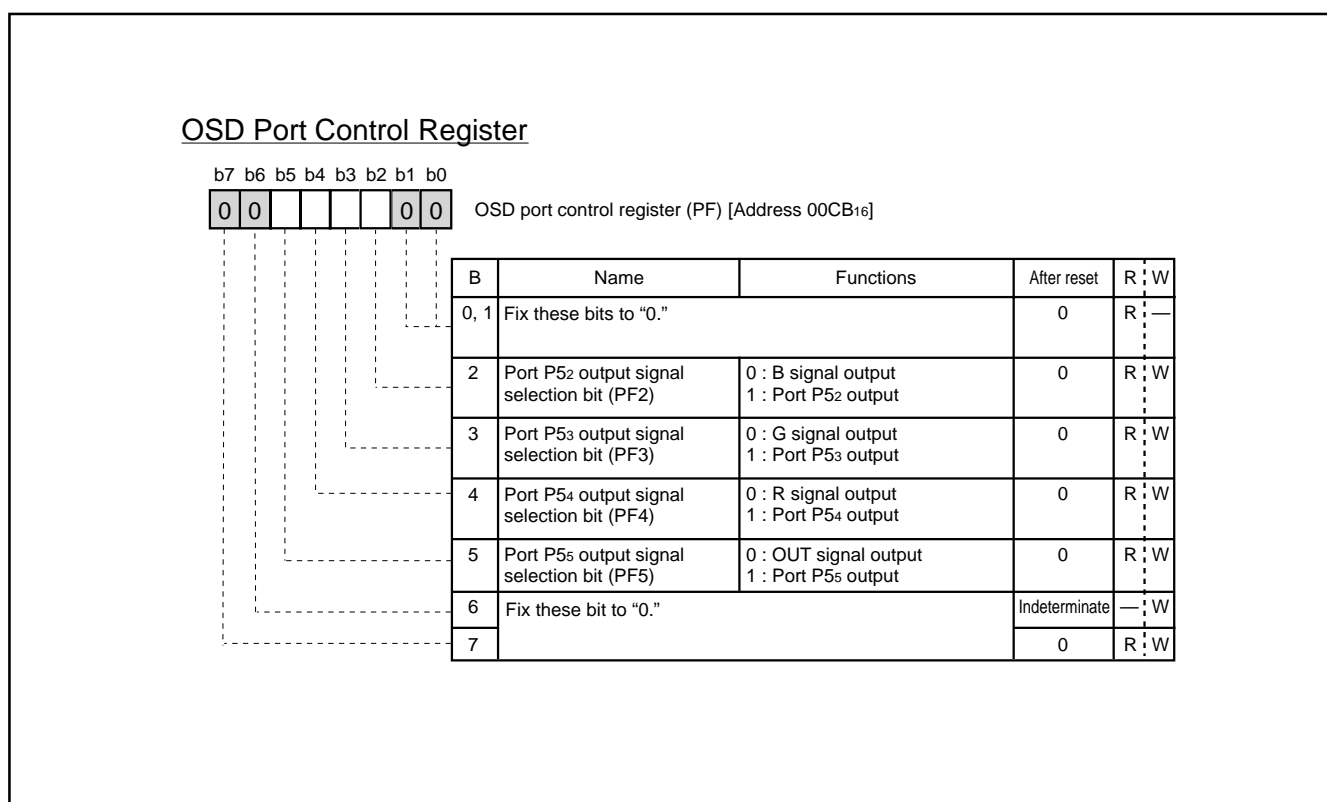 OSD Port Control Register
b7 b6 b5 b4 b3 b2 b1 b0
0 0 0 0 OSD port control register (PF) [Address 00CB16]
B Name Functions After reset R W
0, 1 Fix these bits to “0.” 0 R —
2 Port P52 output signal 0 : B signal output 0 R W
selection bit (PF2) 1 : Port P52 output
3 Port P53 output signal 0 : G signal output 0 R W
selection bit (PF3) 1 : Port P53 output
4 Port P54 output signal 0 : R signal output 0 R W
selection bit (PF4) 1 : Port P54 output
5 Port P55 output signal 0 : OUT signal output 0 R W
selection bit (PF5) 1 : Port P55 output
6 Fix these bit to “0.” Indeterminate — W
7 0 R W